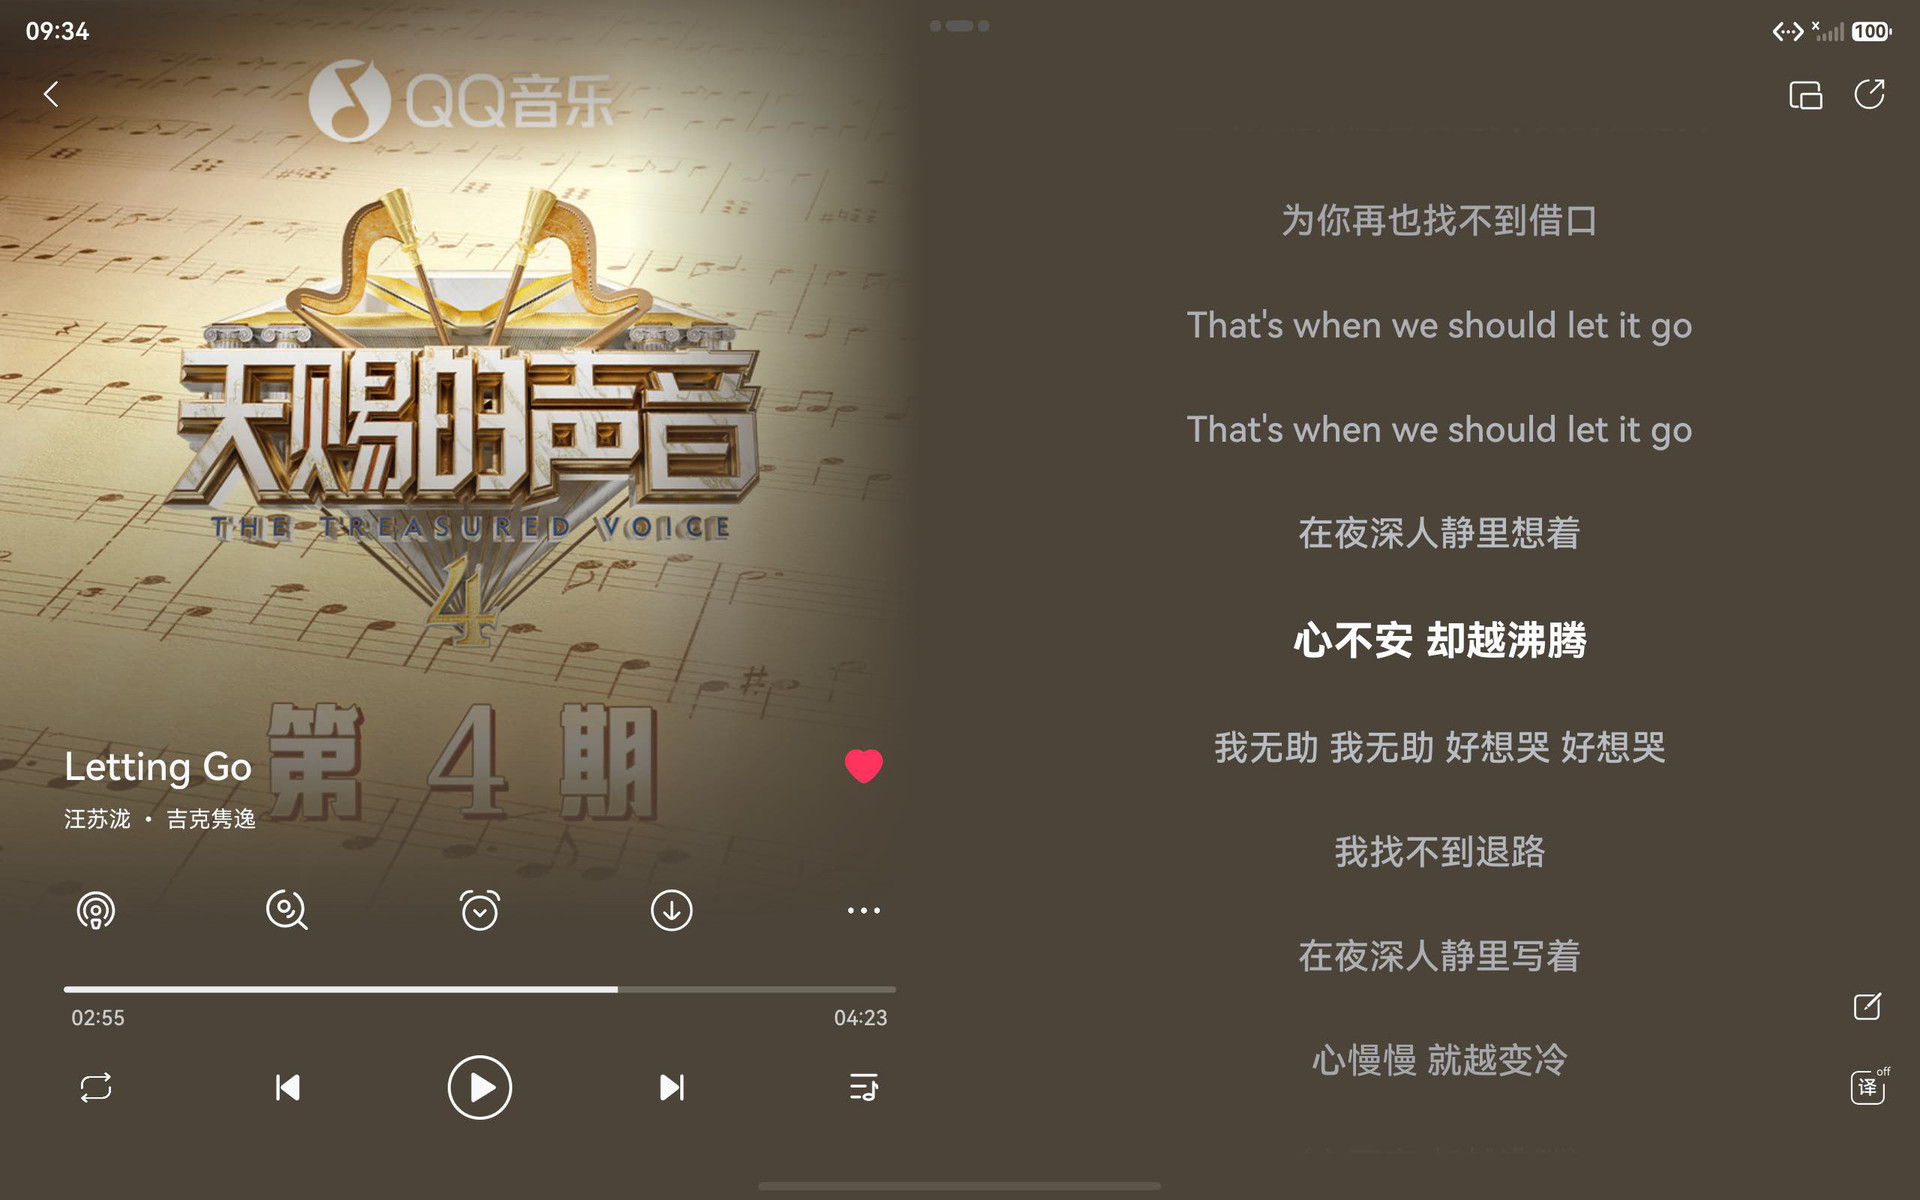 09:34
100
QQ音乐
天赐的声音
THE TREASURED VOICE
4
第4期
Letting Go
汪苏泷 · 吉克隽逸
02:55
04:23
为你再也找不到借口
That's when we should let it go
That's when we should let it go
在夜深人静里想着
心不安 却越沸腾
我无助 我无助 好想哭 好想哭
我找不到退路
在夜深人静里写着
心慢慢 就越变冷
译 off